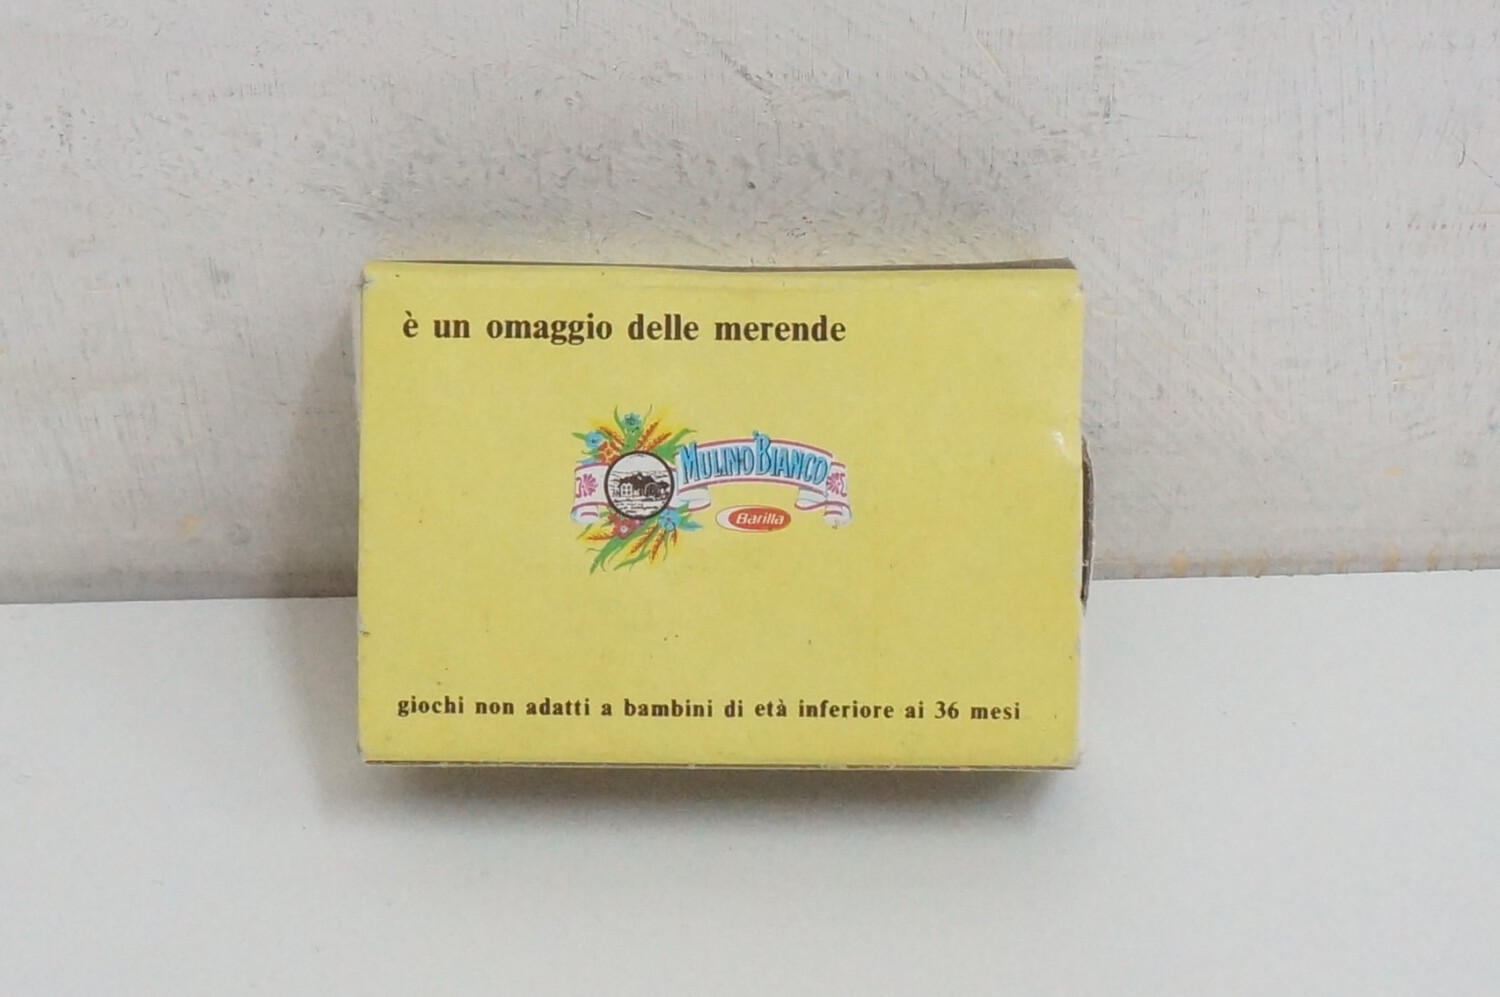 è un omaggio delle merende
MULINO BIANCO
Barilla
giochi non adatti a bambini di età inferiore ai 36 mesi